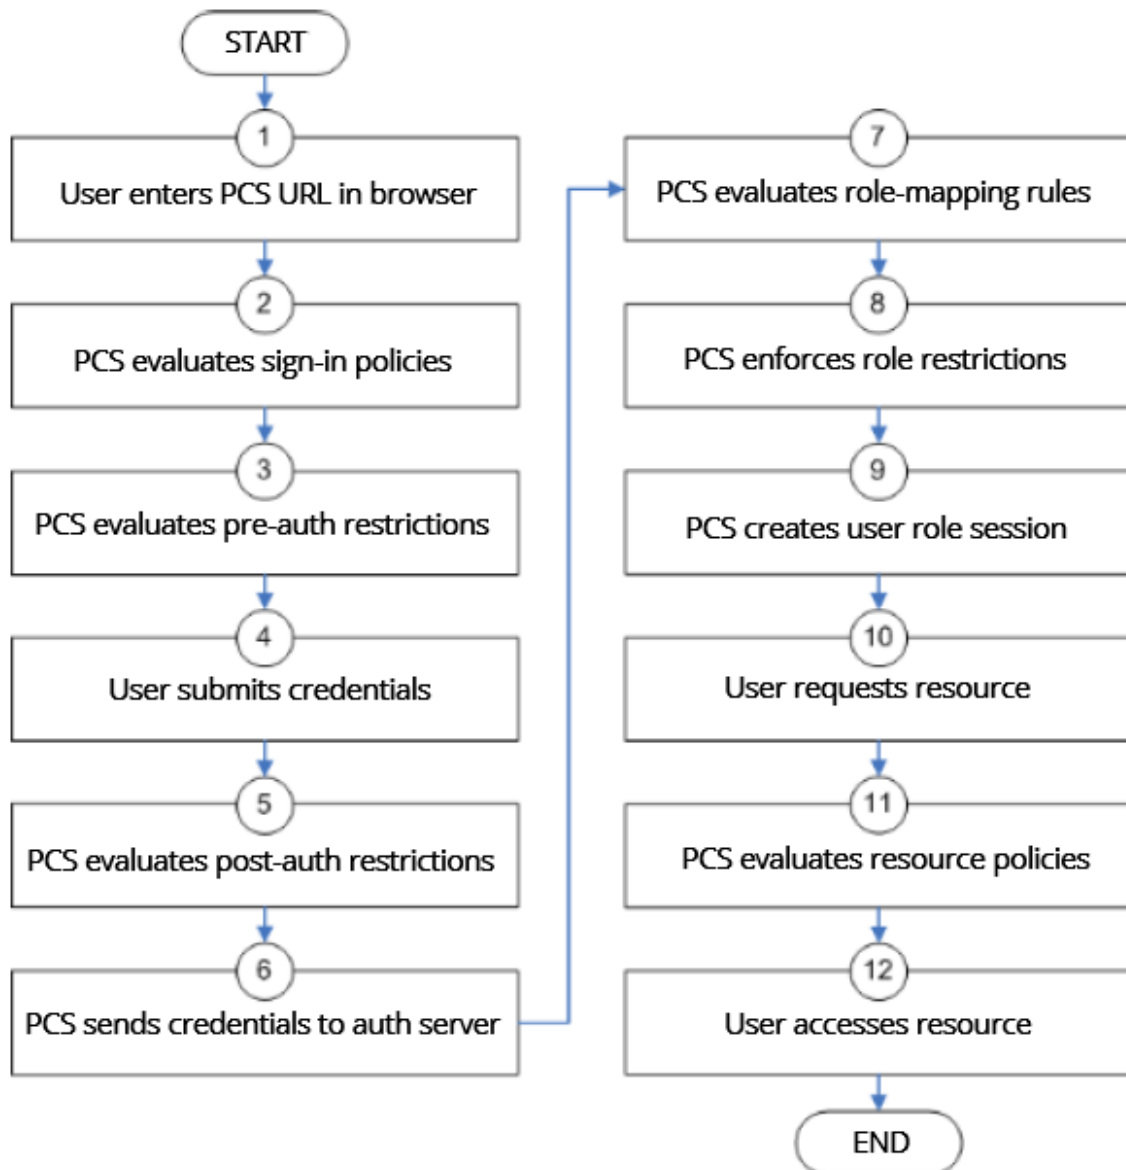 START
1
User enters PCS URL in browser
2
PCS evaluates sign-in policies
3
PCS evaluates pre-auth restrictions
4
User submits credentials
5
PCS evaluates post-auth restrictions
6
PCS sends credentials to auth server
7
PCS evaluates role-mapping rules
8
PCS enforces role restrictions
9
PCS creates user role session
10
User requests resource
11
PCS evaluates resource policies
12
User accesses resource
END